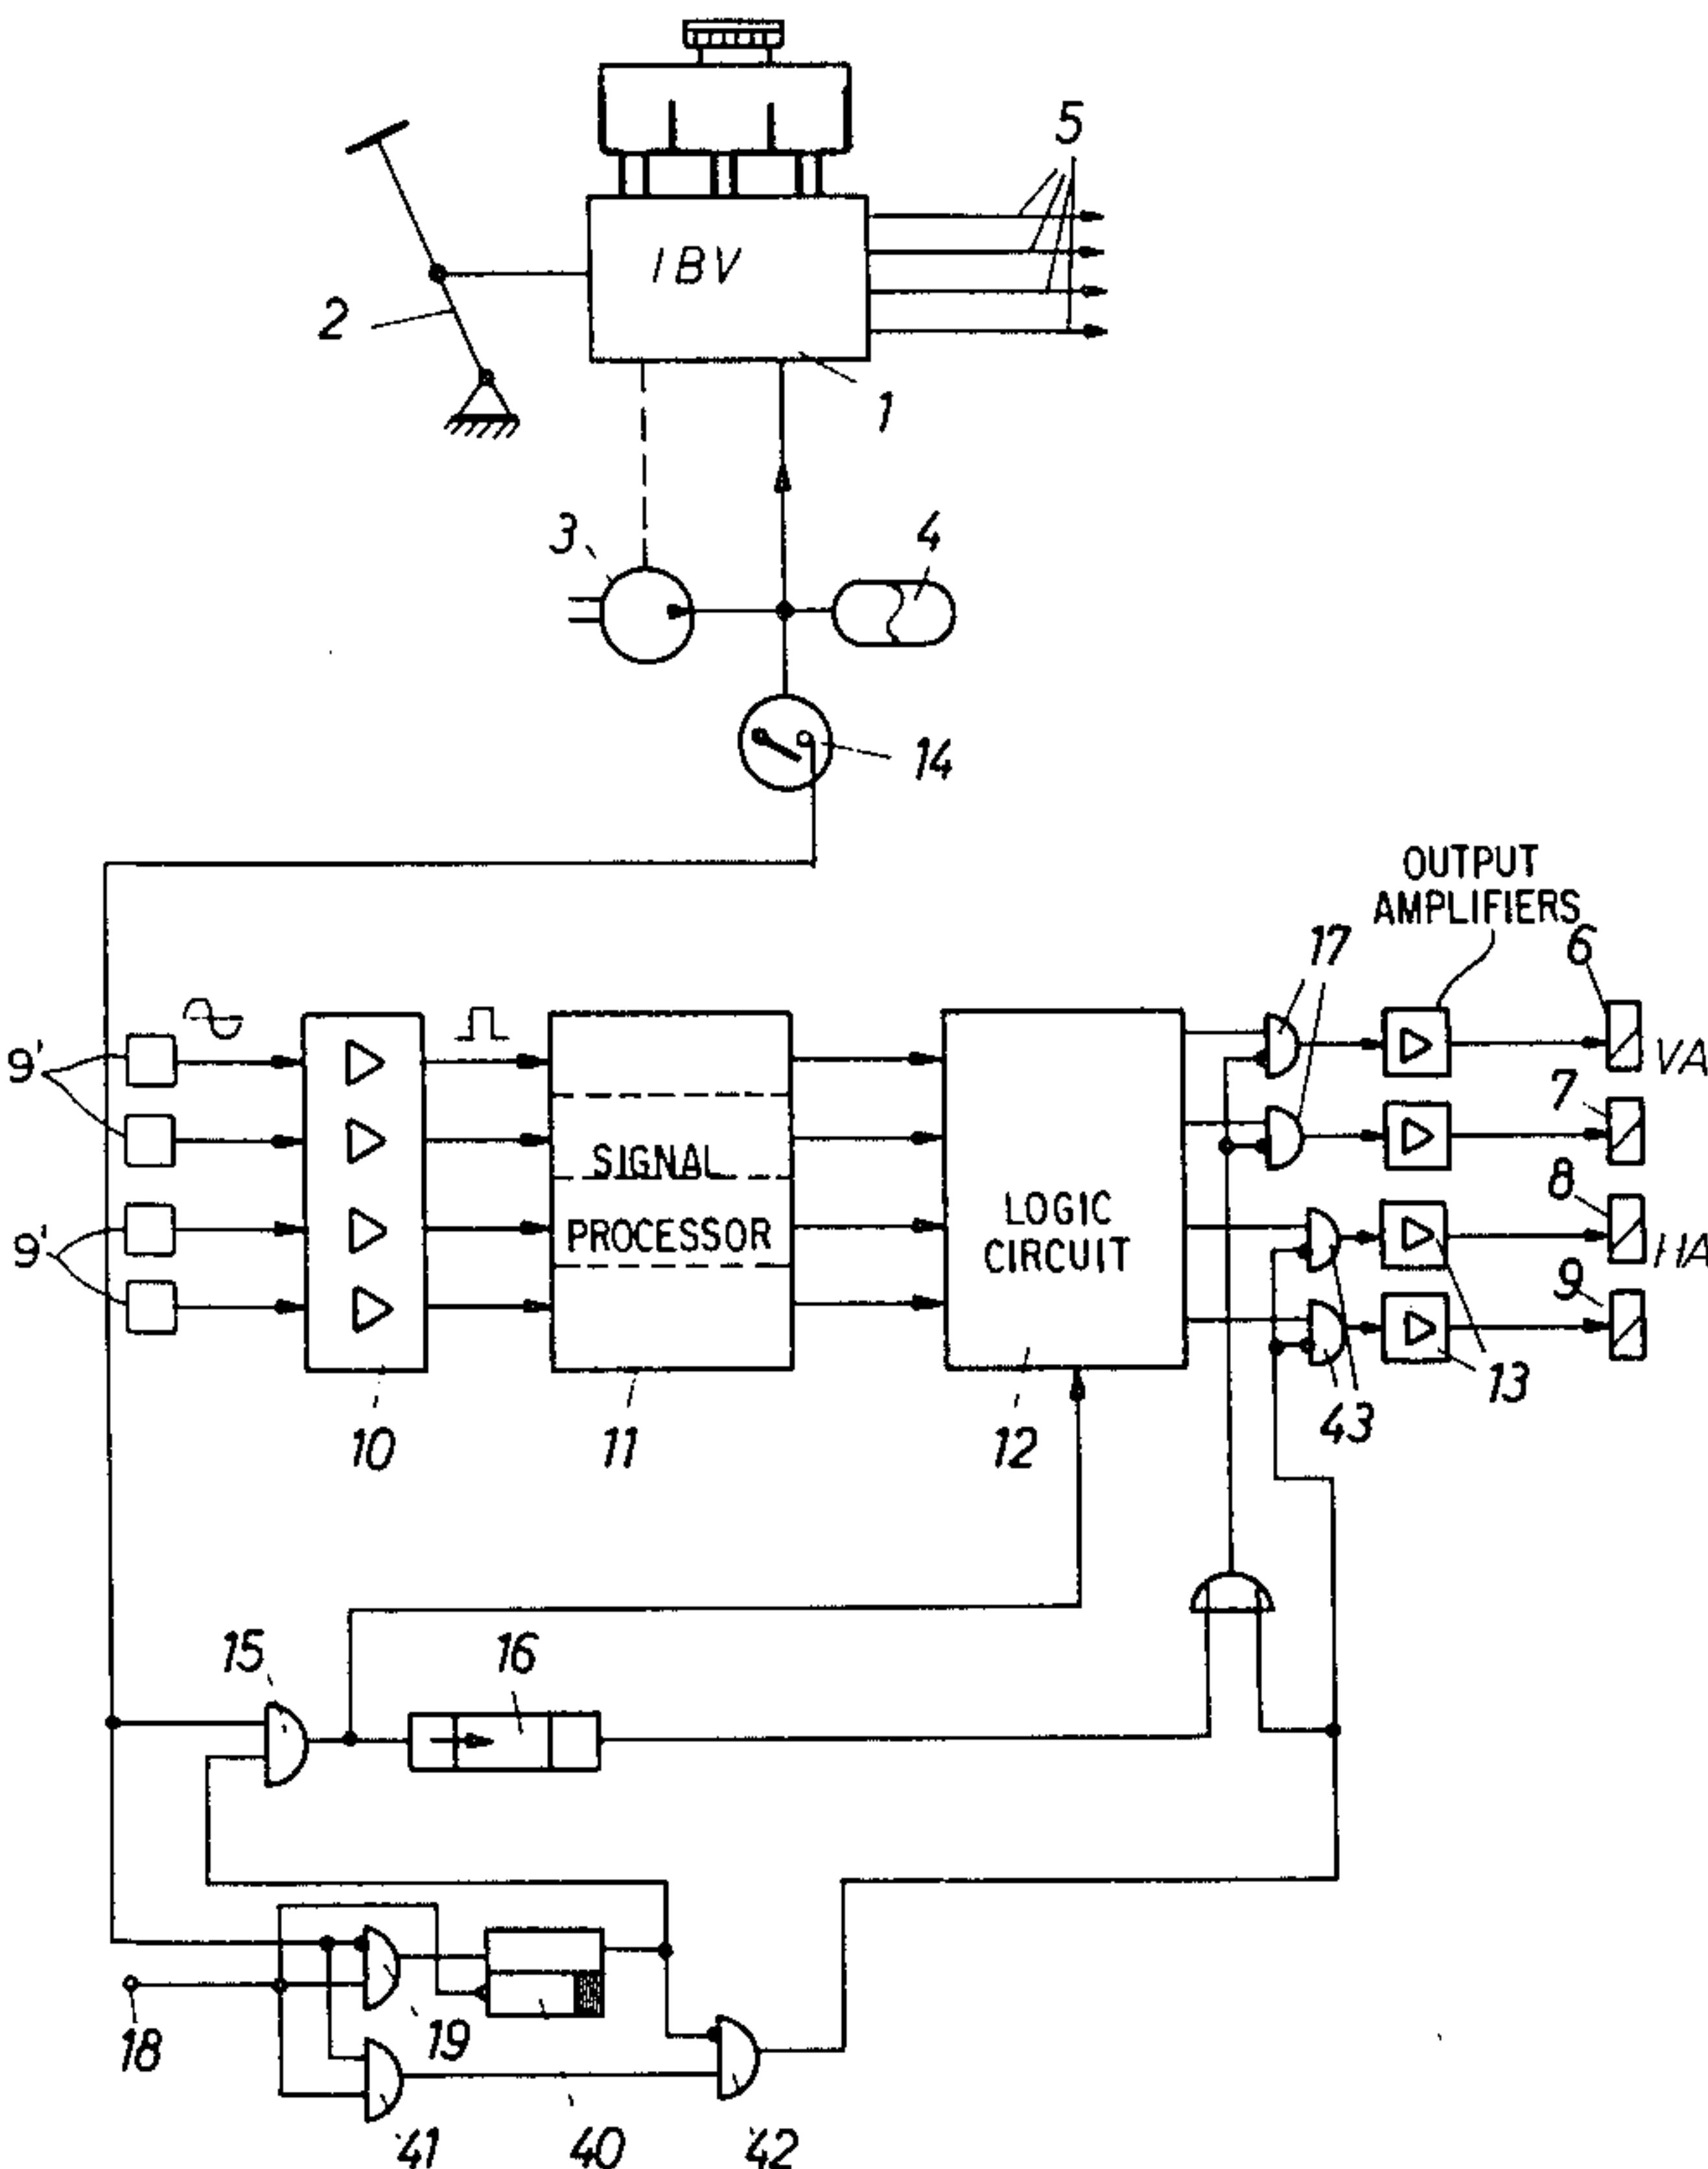 5
IBV
2
1
3
4
14
OUTPUT
AMPLIFIERS
17
6
9'
VA
7
SIGNAL
8
LOGIC
PROCESSOR
CIRCUIT
9'
HA
9
13
10
11
12
43
15
16
18
19
41
40
42